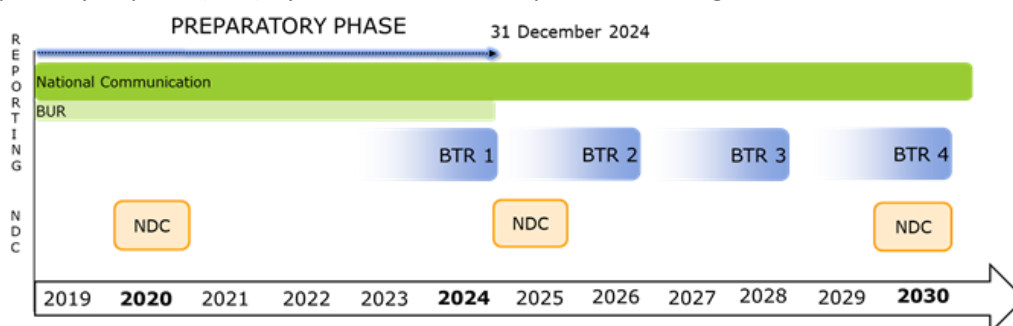 PREPARATORY PHASE
31 December 2024
REPORTING
National Communication
BUR
BTR 1
BTR 2
BTR 3
BTR 4
NDC
NDC
NDC
NDC
2019 2020 2021 2022 2023 2024 2025 2026 2027 2028 2029 2030